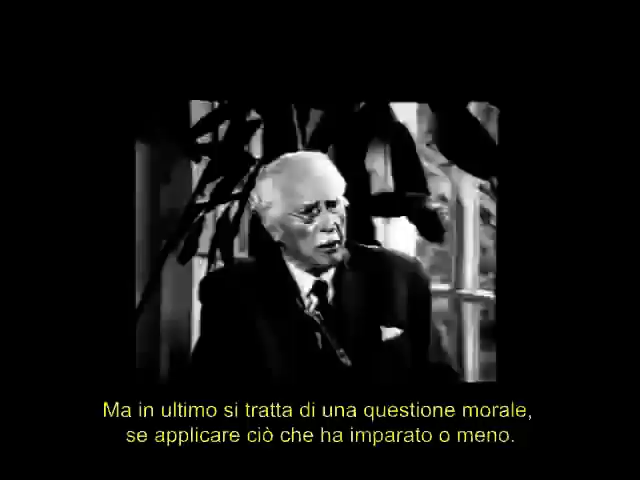 Ma in ultimo si tratta di una questione morale,
se applicare ciò che ha imparato o meno.